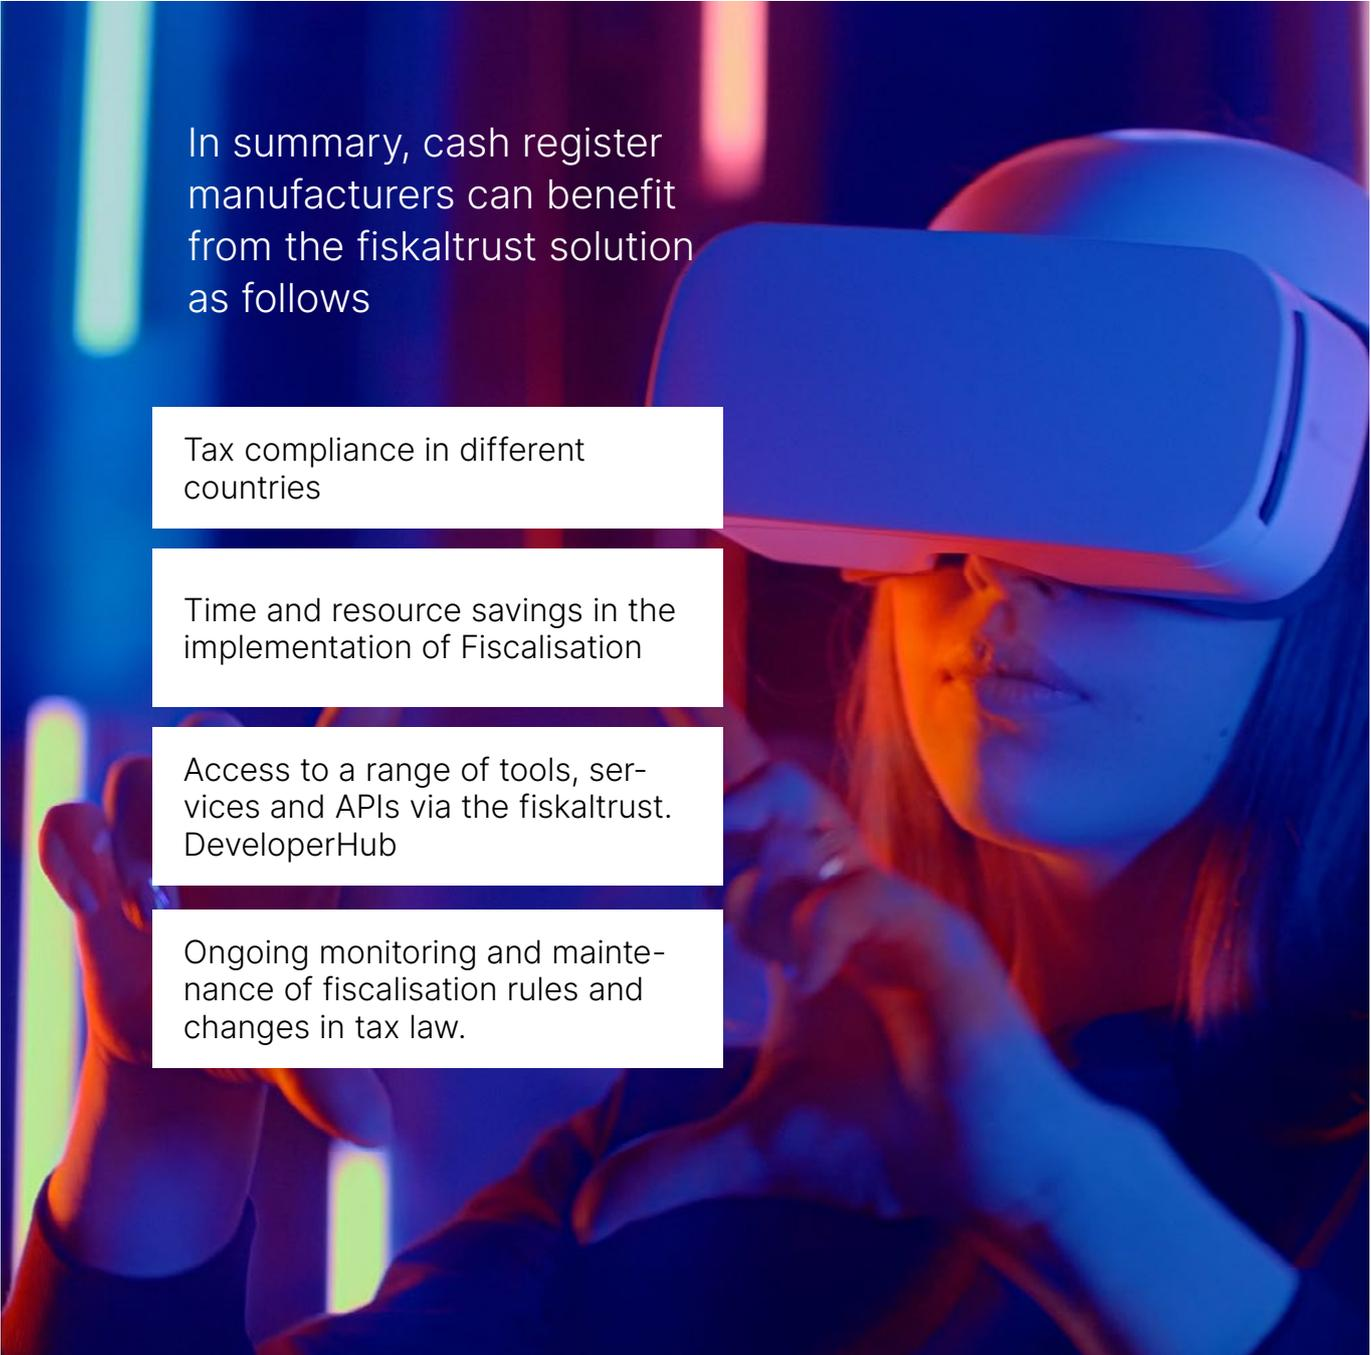 In summary, cash register
manufacturers can benefit
from the fiskaltrust solution
as follows
Tax compliance in different
countries
Time and resource savings in the
implementation of Fiscalisation
Access to a range of tools, ser-
vices and APIs via the fiskaltrust.
DeveloperHub
Ongoing monitoring and mainte-
nance of fiscalisation rules and
changes in tax law.